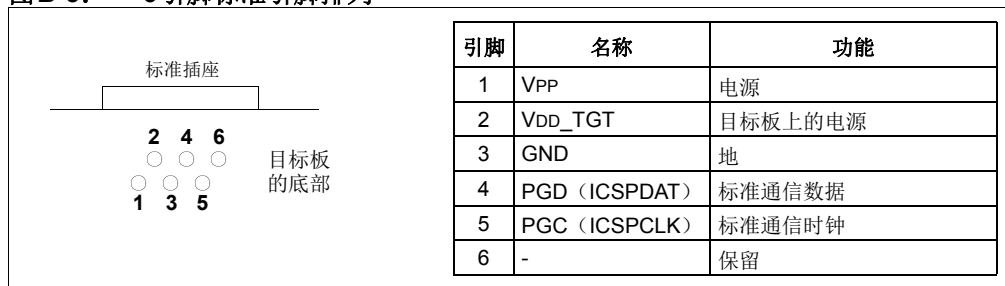 标准插座
2 4 6
1 3 5
目标板
的底部
引脚 名称 功能
1 VPP 电源
2 VDD_TGT 目标板上的电源
3 GND 地
4 PGD（ICSPDAT） 标准通信数据
5 PGC（ICSPCLK） 标准通信时钟
6 - 保留